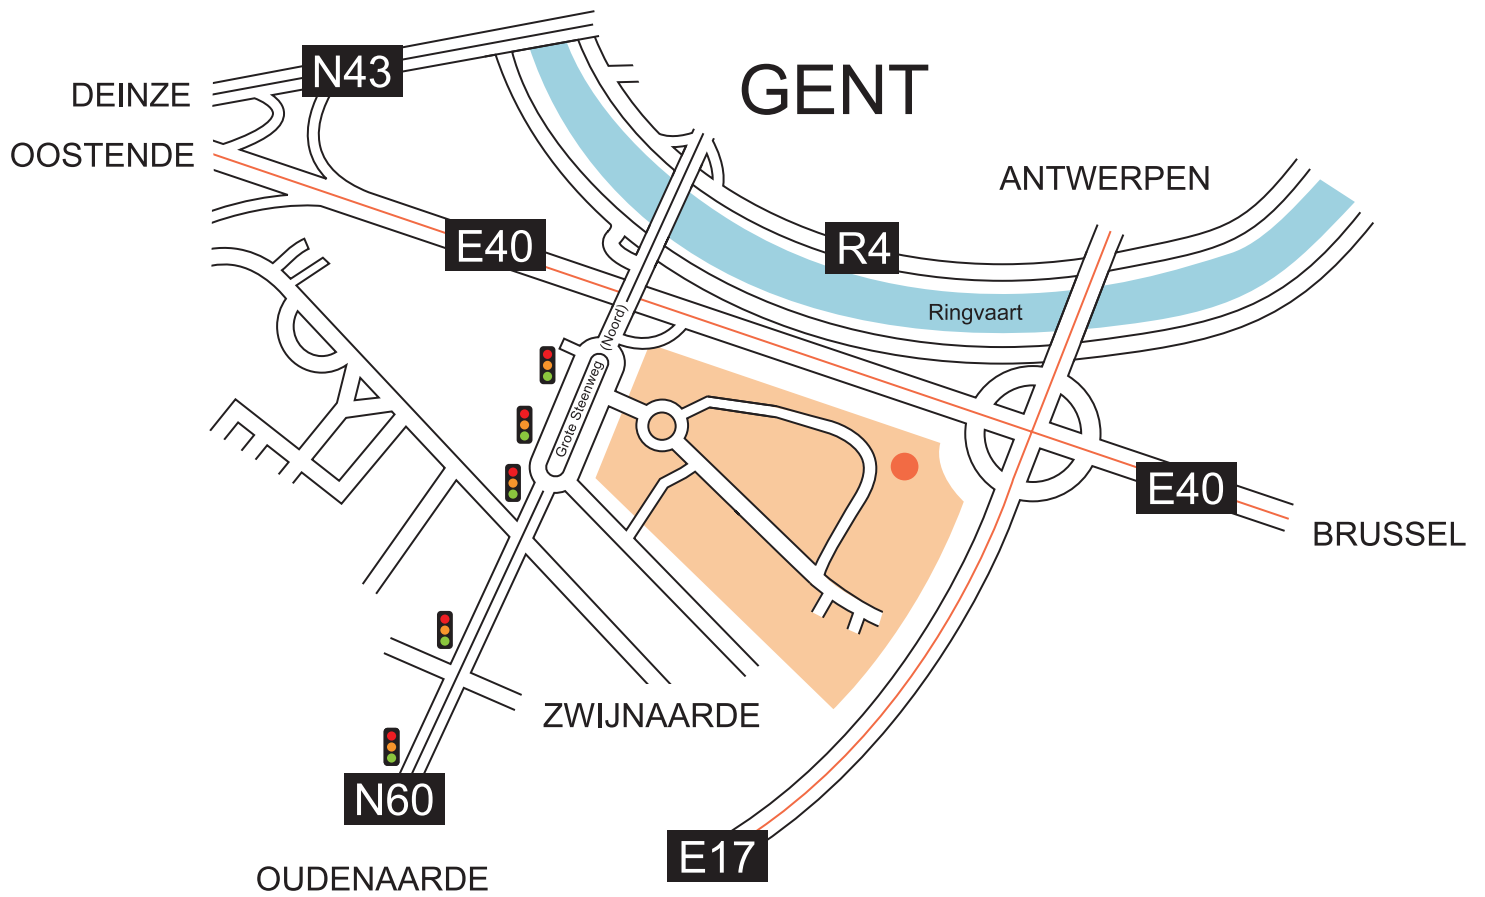 N43
GENT
DEINZE
OOSTENDE
ANTWERPEN
E40
R4
Ringvaart
Grote Steenweg (Noord)
E40
BRUSSEL
ZWIJNAARDE
N60
E17
OUDENAARDE